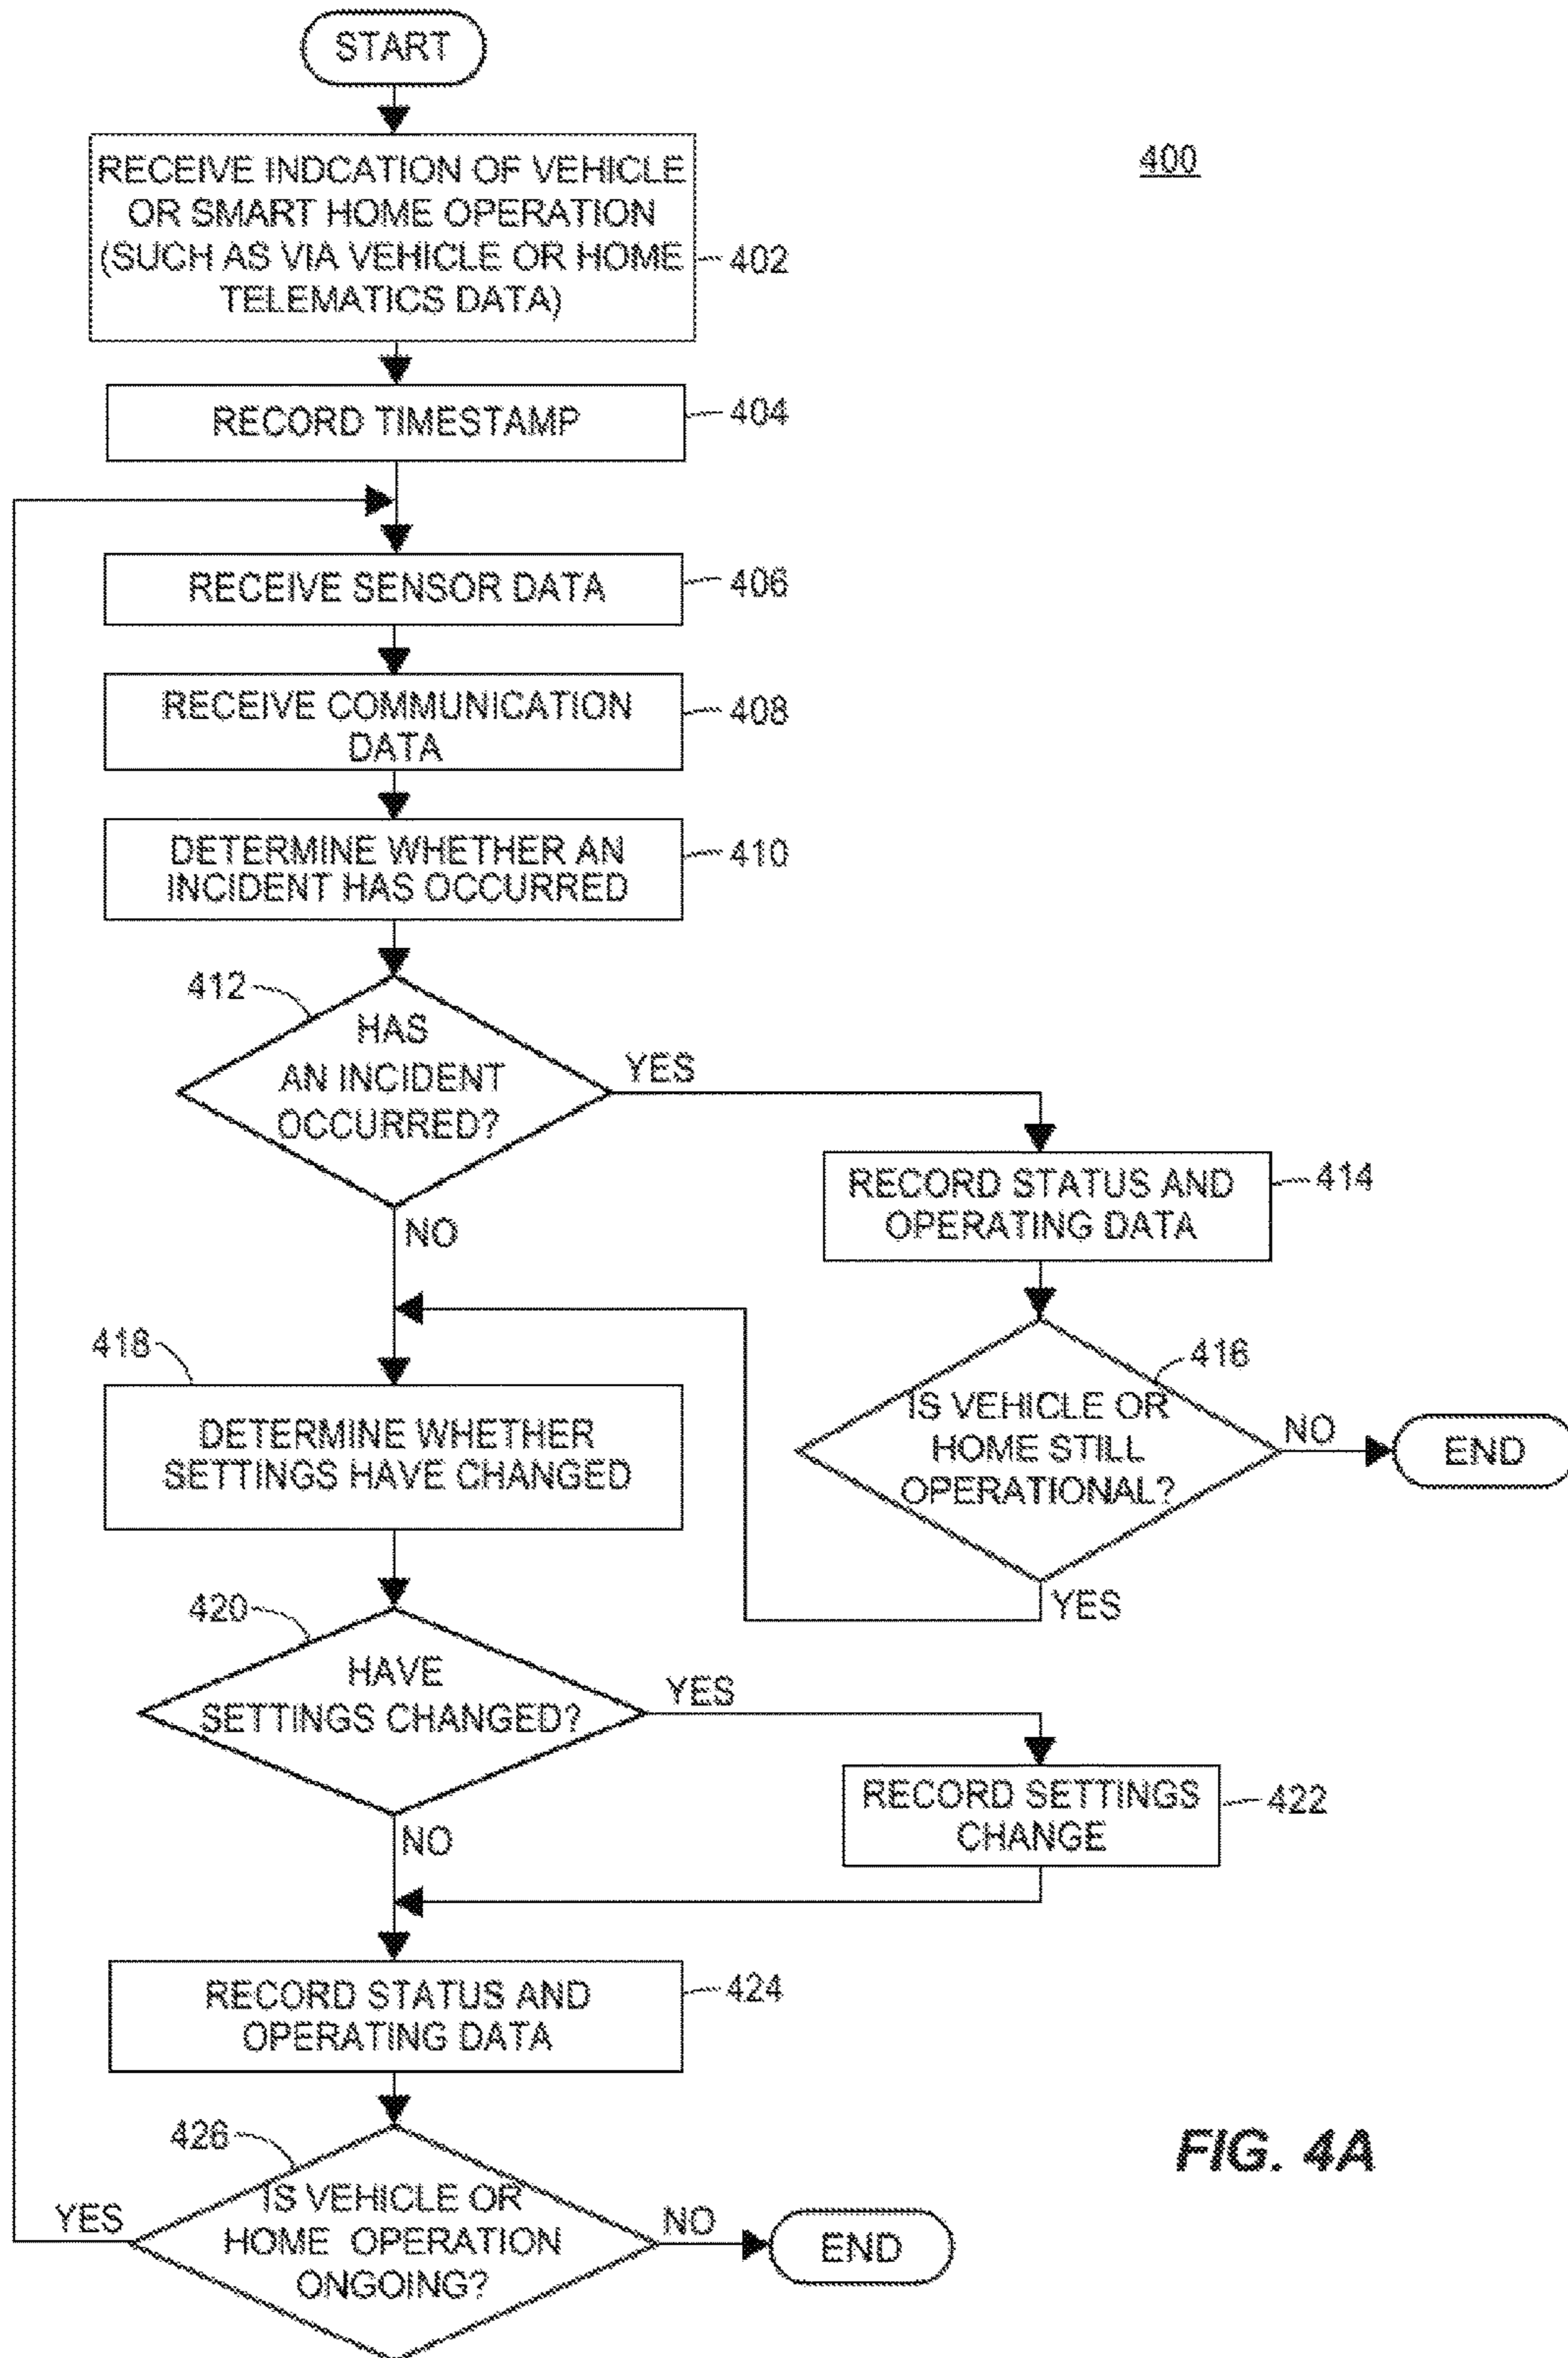 START
400
RECEIVE INDCATION OF VEHICLE
OR SMART HOME OPERATION
(SUCH AS VIA VEHICLE OR HOME
TELEMATICS DATA)
402
RECORD TIMESTAMP
404
RECEIVE SENSOR DATA
406
RECEIVE COMMUNICATION
DATA
408
DETERMINE WHETHER AN
INCIDENT HAS OCCURRED
410
412
HAS
AN INCIDENT
OCCURRED?
YES
NO
RECORD STATUS AND
OPERATING DATA
414
416
IS VEHICLE OR
HOME STILL
OPERATIONAL?
NO
END
YES
418
DETERMINE WHETHER
SETTINGS HAVE CHANGED
420
HAVE
SETTINGS CHANGED?
YES
NO
RECORD SETTINGS
CHANGE
422
RECORD STATUS AND
OPERATING DATA
424
426
IS VEHICLE OR
HOME OPERATION
ONGOING?
YES
NO
END
FIG. 4A